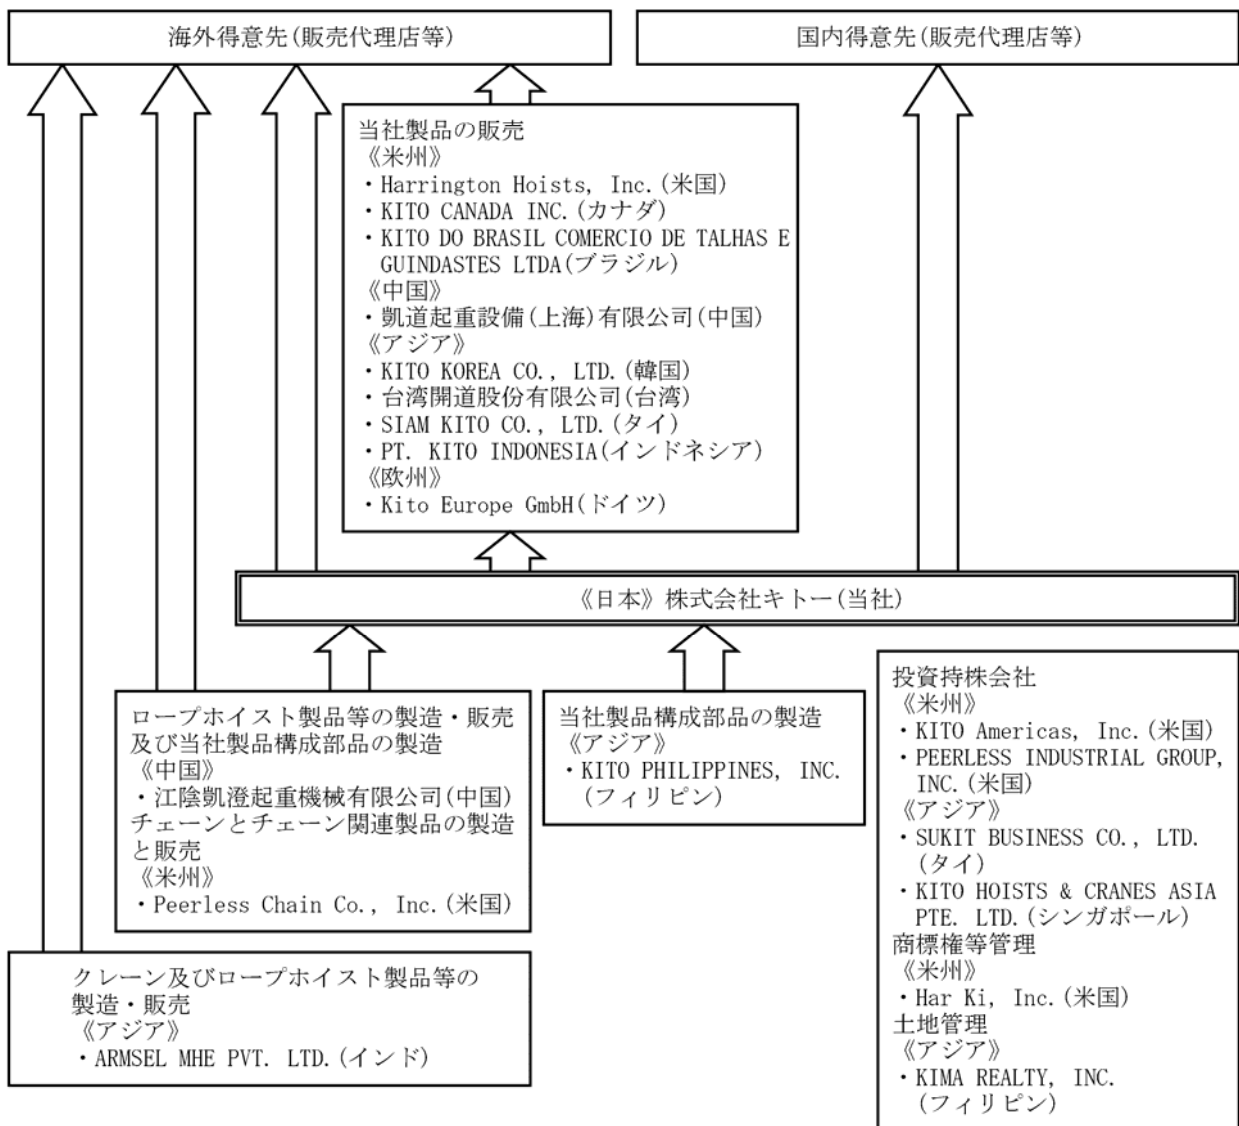 海外得意先(販売代理店等)
国内得意先(販売代理店等)
当社製品の販売
《米州》
・Harrington Hoists, Inc.(米国)
・KITO CANADA INC.(カナダ)
・KITO DO BRASIL COMERCIO DE TALHAS E
GUINDASTES LTDA(ブラジル)
《中国》
・凱道起重設備(上海)有限公司(中国)
《アジア》
・KITO KOREA CO., LTD.(韓国)
・台湾開道股份有限公司(台湾)
・SIAM KITO CO., LTD.(タイ)
・PT. KITO INDONESIA(インドネシア)
《欧州》
・Kito Europe GmbH(ドイツ)
《日本》株式会社キトー(当社)
ロープホイスト製品等の製造・販売
及び当社製品構成部品の製造
《中国》
・江陰凱澄起重機械有限公司(中国)
チェーンとチェーン関連製品の製造
と販売
《米州》
・Peerless Chain Co., Inc.(米国)
当社製品構成部品の製造
《アジア》
・KITO PHILIPPINES, INC.
(フィリピン)
投資持株会社
《米州》
・KITO Americas, Inc.(米国)
・PEERLESS INDUSTRIAL GROUP,
INC.(米国)
《アジア》
・SUKIT BUSINESS CO., LTD.
(タイ)
・KITO HOISTS & CRANES ASIA
PTE. LTD.(シンガポール)
商標権等管理
《米州》
・Har Ki, Inc.(米国)
土地管理
《アジア》
・KIMA REALTY, INC.
(フィリピン)
クレーン及びロープホイスト製品等の
製造・販売
《アジア》
・ARMSEL MHE PVT. LTD.(インド)